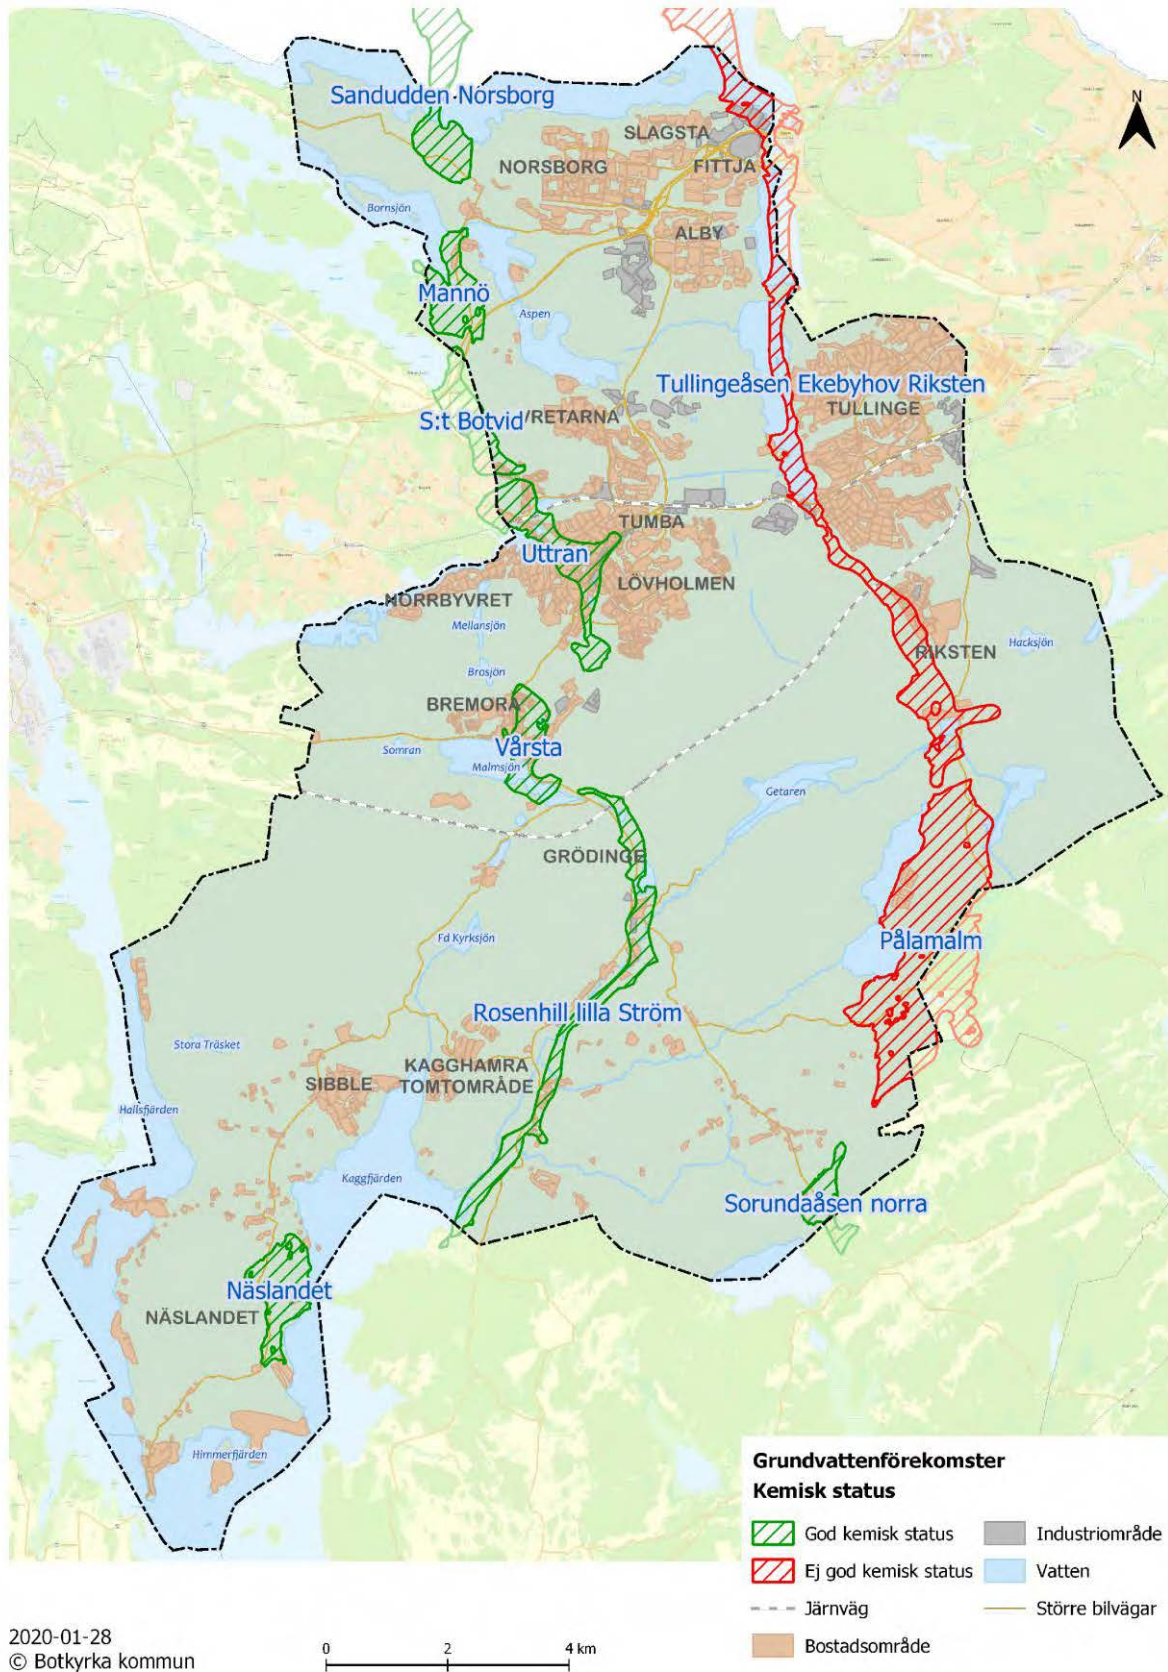 N
Sandudden Norsborg
SLAGSTA
NORSBORG
FITTJA
Bornsjön
ALBY
Mannö
Aspen
Tullingeåsen Ekebyhov Riksten
TULLINGE
S:t Botvid
VRETARNA
TUMBA
Uttran
LÖVHOLMEN
NORRBYVRET
Mellansjön
Hacksjön
RIKSTEN
Brosjön
BREMORA
Vårsta
Somran
Malmsjön
Getaren
GRÖDINGE
Fd Kyrksjön
Pålamalm
Rosenhill lilla Ström
Stora Träsket
KAGGHAMRA
TOMTOMRÅDE
SIBBLE
Hallsfjärden
Kaggfjärden
Sorundaåsen norra
Näslandet
NÄSLANDET
Himmerfjärden
Grundvattenförekomster
Kemisk status
God kemisk status
Industriområde
Ej god kemisk status
Vatten
Järnväg
Större bilvägar
Bostadsområde
2020-01-28
© Botkyrka kommun
0 2 4 km